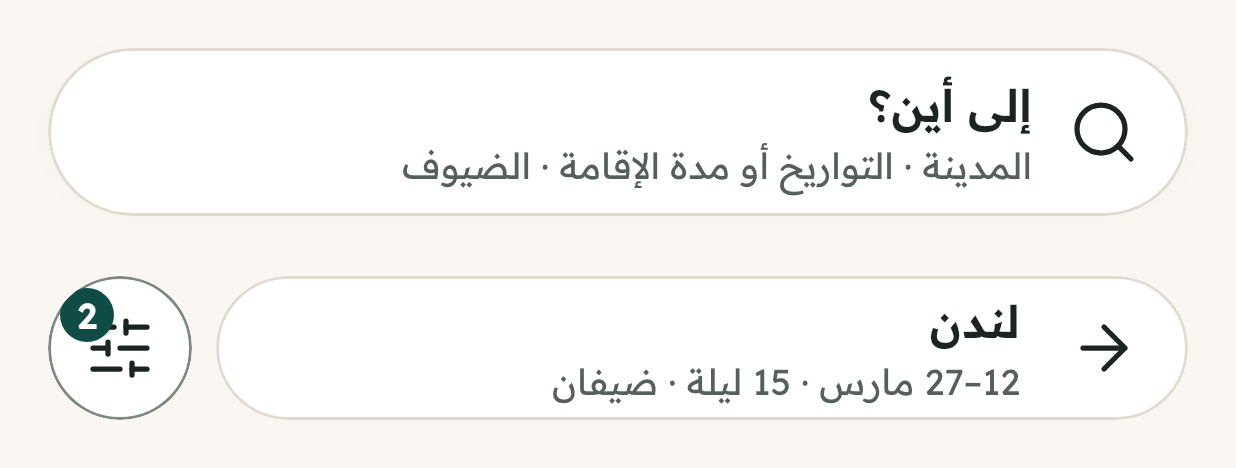 إلى أين؟
المدينة · التواريخ أو مدة الإقامة · الضيوف
لندن
12–27 مارس · 15 ليلة · ضيفان
2